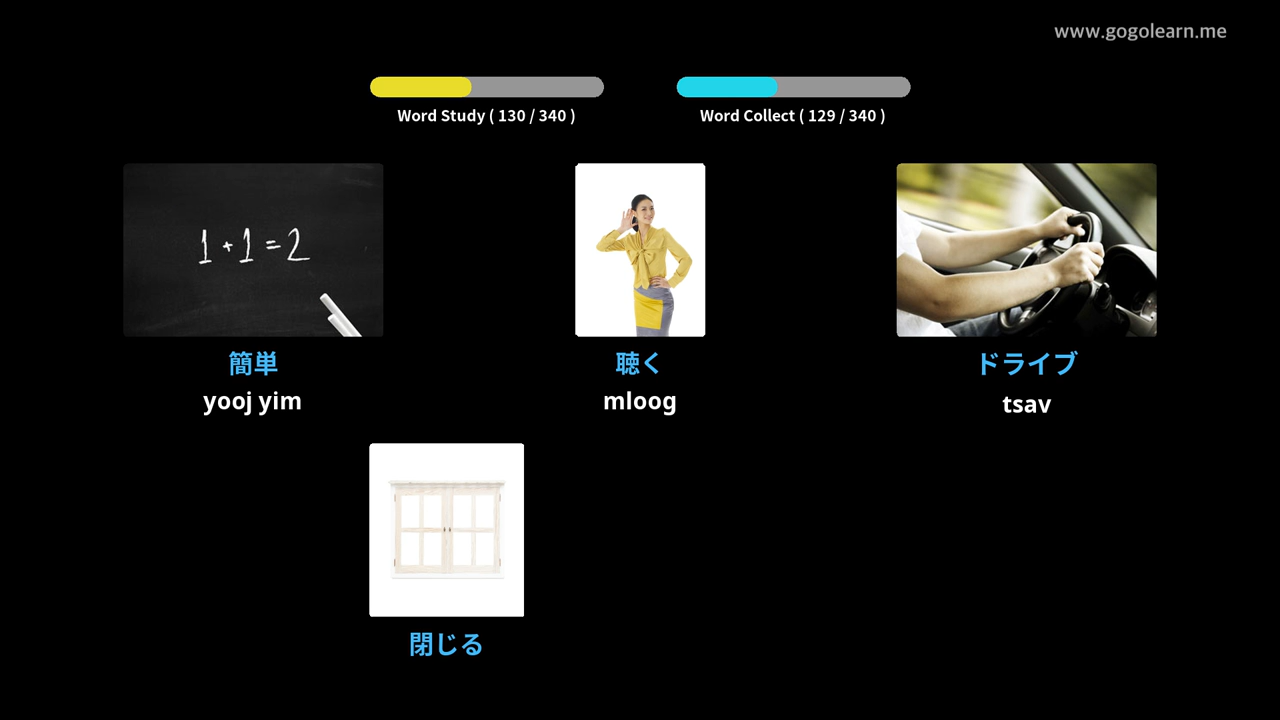 www.gogolearn.me
Word Study ( 130 / 340 )
Word Collect ( 129 / 340 )
1 + 1 = 2
簡単
yooj yim
聴く
mloog
ドライブ
tsav
閉じる